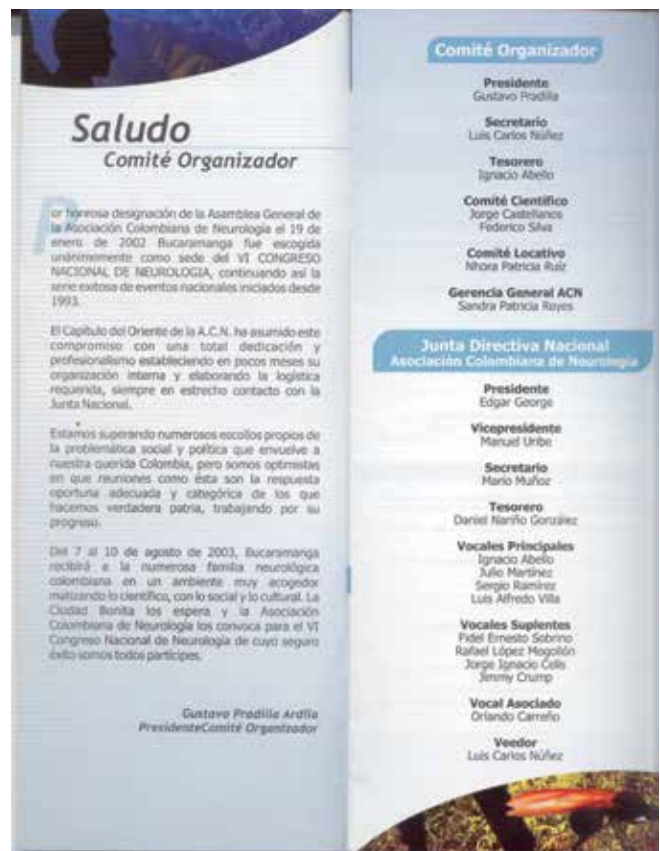 Saludo
Comité Organizador
Por honrosa designación de la Asamblea General de
la Asociación Colombiana de Neurología el 19 de
enero de 2002 Bucaramanga fue escogida
unánimemente como sede del VI CONGRESO
NACIONAL DE NEUROLOGIA, continuando así la
serie exitosa de eventos nacionales iniciados desde
1993.
El Capítulo del Oriente de la A.C.N. ha asumido este
compromiso con una total dedicación y
profesionalismo estableciendo en pocos meses su
organización interna y elaborando la logística
requerida, siempre en estrecho contacto con la
Junta Nacional.
Estamos superando numerosos escollos propios de
la problemática social y política que envuelve a
nuestra querida Colombia, pero somos optimistas
en que reuniones como ésta son la respuesta
oportuna adecuada y categórica de los que
hacemos verdadera patria, trabajando por su
progreso.
Del 7 al 10 de agosto de 2003, Bucaramanga
recibirá a la numerosa familia neurológica
colombiana en un ambiente muy acogedor
matizando lo científico, con lo social y lo cultural. La
Ciudad Bonita los espera y la Asociación
Colombiana de Neurología los convoca para el VI
Congreso Nacional de Neurología de cuyo seguro
éxito somos todos partícipes.
Gustavo Pradilla Ardila
PresidenteComité Organizador
Comité Organizador
Presidente
Gustavo Pradilla
Secretario
Luis Carlos Núñez
Tesorero
Ignacio Abello
Comité Científico
Jorge Castellanos
Federico Silva
Comité Locativo
Nhora Patricia Ruíz
Gerencia General ACN
Sandra Patricia Reyes
Junta Directiva Nacional
Asociación Colombiana de Neurología
Presidente
Edgar George
Vicepresidente
Manuel Uribe
Secretario
Mario Muñoz
Tesorero
Daniel Nariño González
Vocales Principales
Ignacio Abello
Julio Martínez
Sergio Ramírez
Luis Alfredo Villa
Vocales Suplentes
Fidel Ernesto Sobrino
Rafael López Mogollón
Jorge Ignacio Celis
Jimmy Crump
Vocal Asociado
Orlando Carreño
Veedor
Luis Carlos Núñez